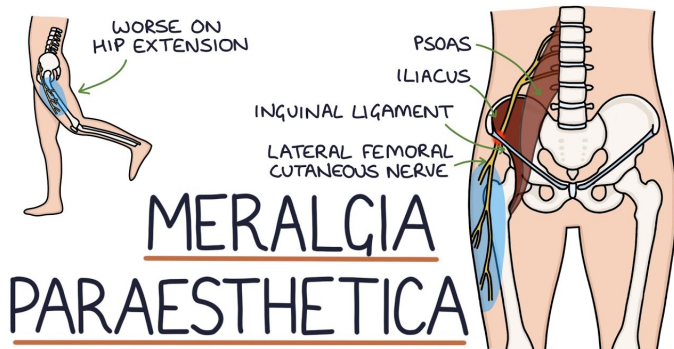 WORSE ON
HIP EXTENSION
PSOAS
ILIACUS
INGUINAL LIGAMENT
LATERAL FEMORAL
CUTANEOUS NERVE
MERALGIA
PARAESTHETICA